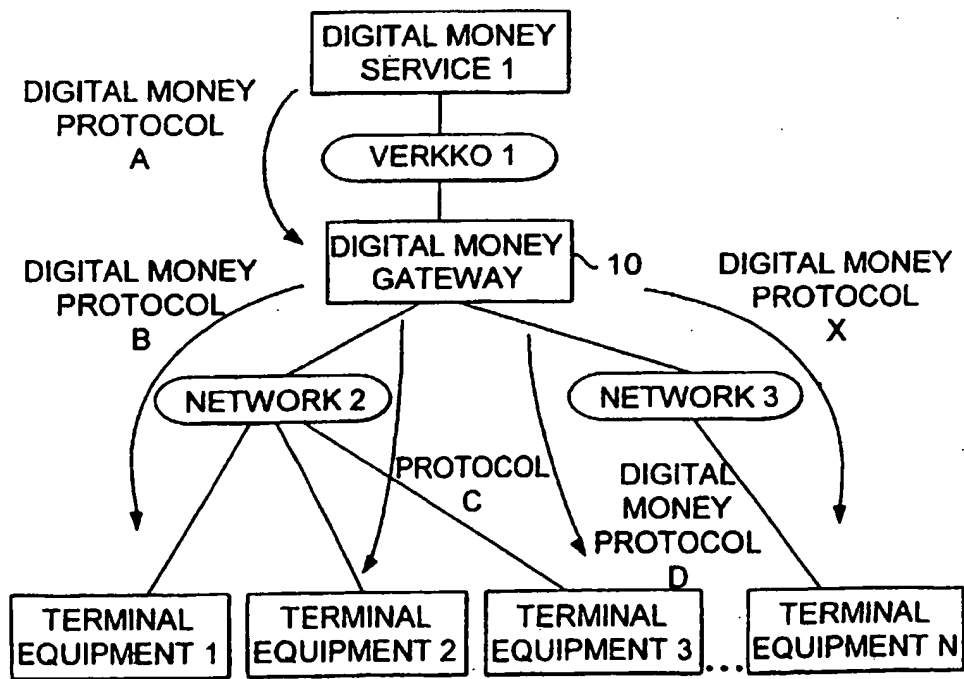 DIGITAL MONEY
SERVICE 1
DIGITAL MONEY
PROTOCOL
A
VERKKO 1
DIGITAL MONEY
GATEWAY
10
DIGITAL MONEY
PROTOCOL
B
DIGITAL MONEY
PROTOCOL
X
NETWORK 2
NETWORK 3
PROTOCOL
C
DIGITAL
MONEY
PROTOCOL
D
TERMINAL
EQUIPMENT 1
TERMINAL
EQUIPMENT 2
TERMINAL
EQUIPMENT 3
...
TERMINAL
EQUIPMENT N